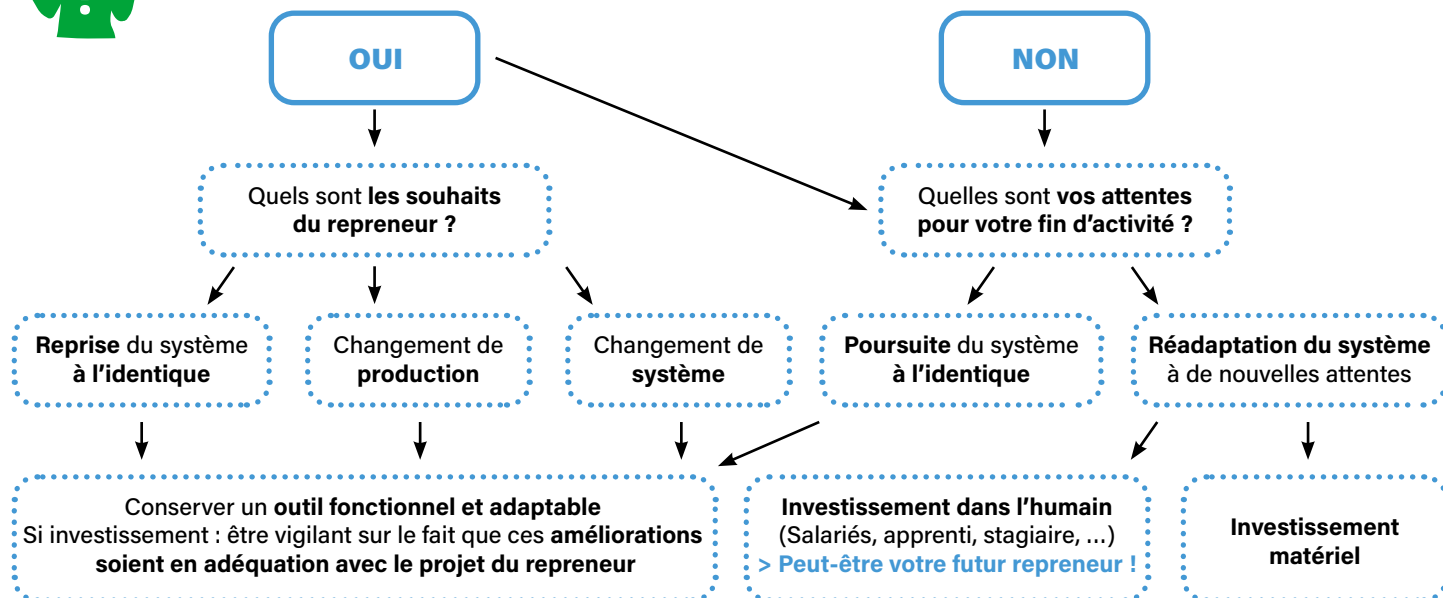 OUI
NON
Quels sont les souhaits
du repreneur ?
Quelles sont vos attentes
pour votre fin d'activité ?
Reprise du système
à l'identique
Changement de
production
Changement de
système
Poursuite du système
à l'identique
Réadaptation du système
à de nouvelles attentes
Conserver un outil fonctionnel et adaptable
Si investissement : être vigilant sur le fait que ces améliorations
soient en adéquation avec le projet du repreneur
Investissement dans l'humain
(Salariés, apprenti, stagiaire, ...)
> Peut-être votre futur repreneur !
Investissement
matériel